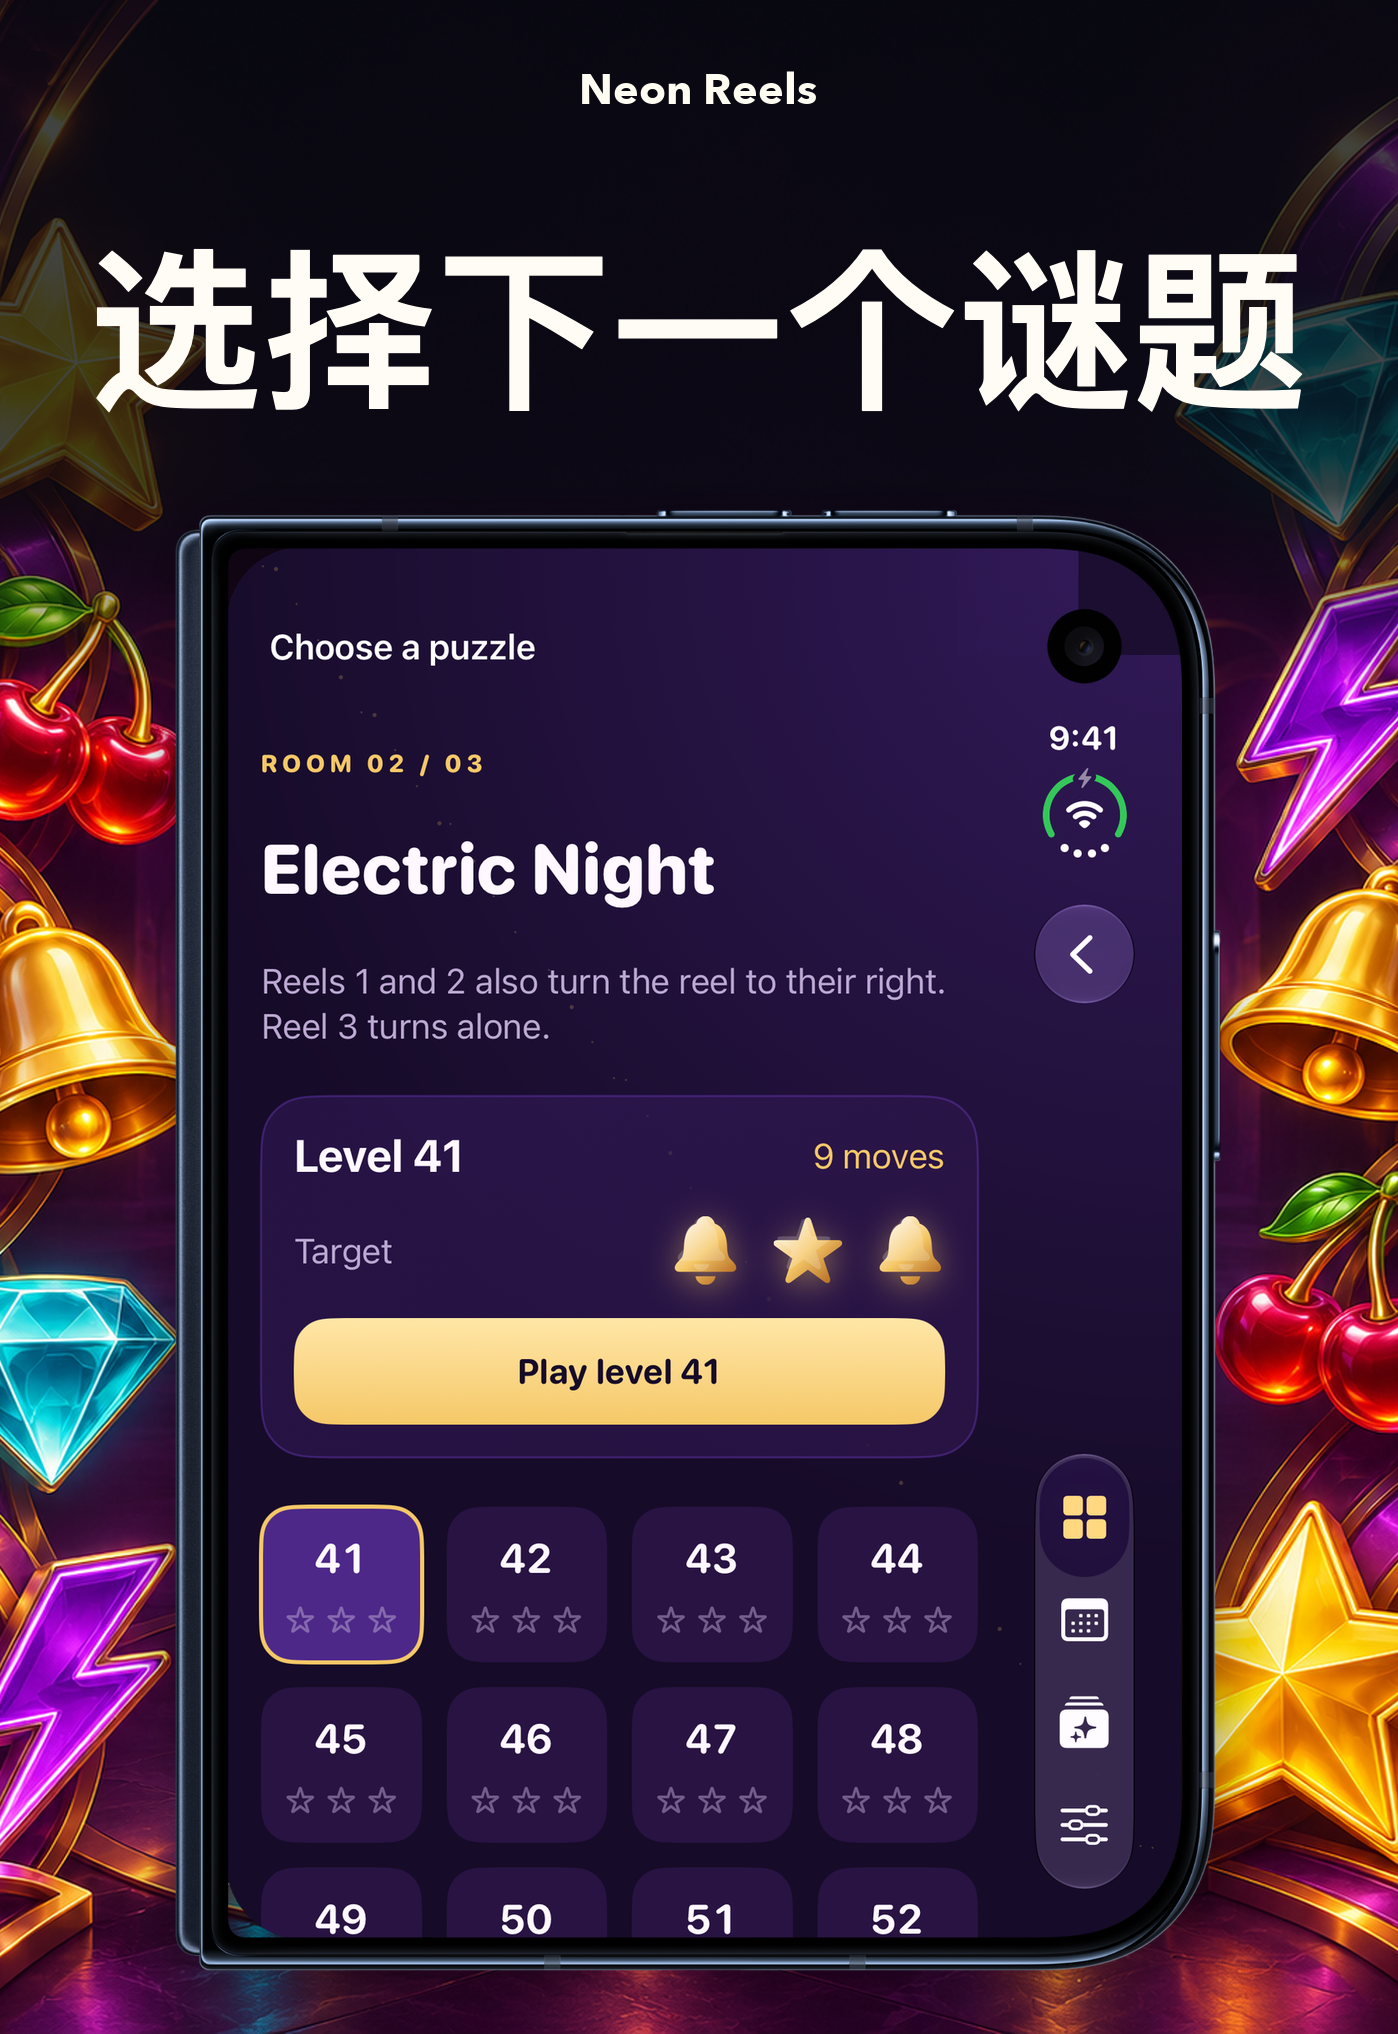 Neon Reels
选择下一个谜题
Choose a puzzle
9:41
ROOM 02 / 03
Electric Night
Reels 1 and 2 also turn the reel to their right.
Reel 3 turns alone.
Level 41
9 moves
Target
Play level 41
41
42
43
44
45
46
47
48
49
50
51
52